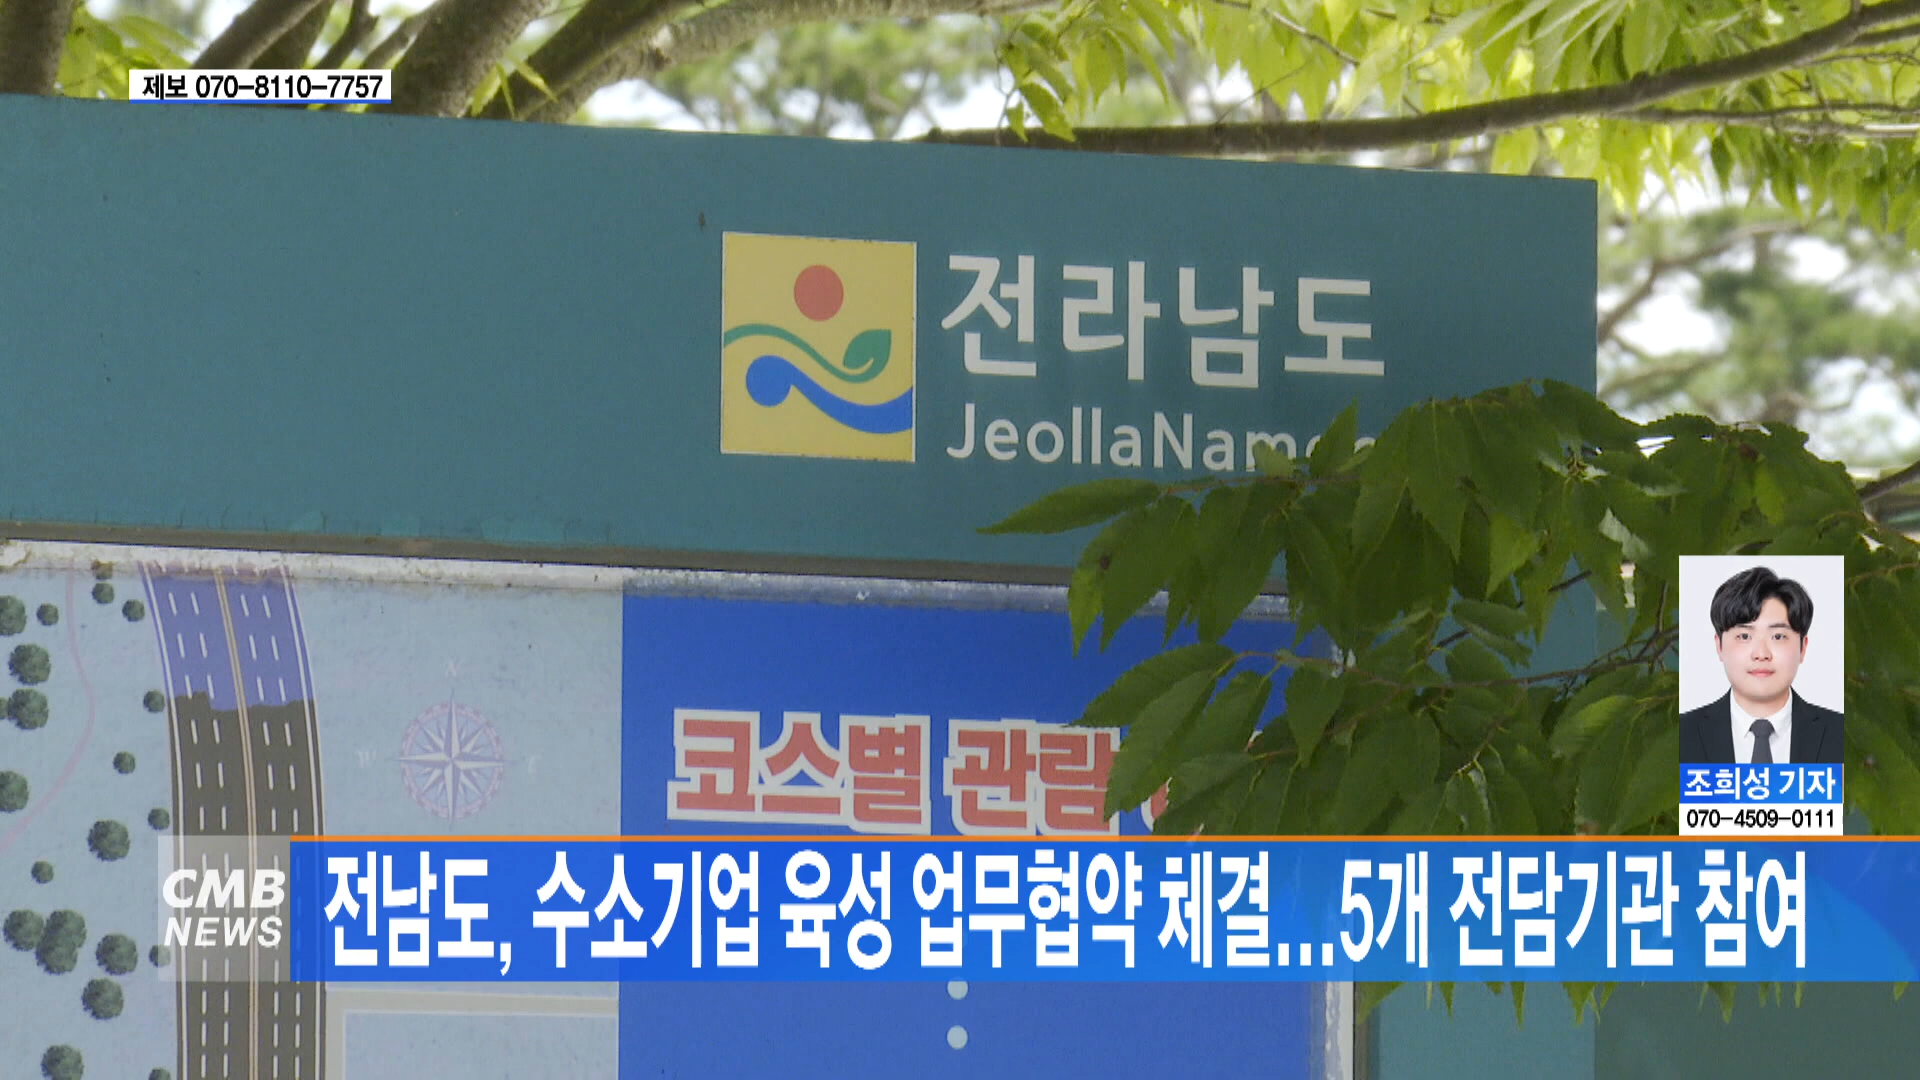 제보 070-8110-7757
전라남도
JeollaNam
코스별 관람
조희성 기자
070-4509-0111
CMB
NEWS
전남도, 수소기업 육성 업무협약 체결...5개 전담기관 참여